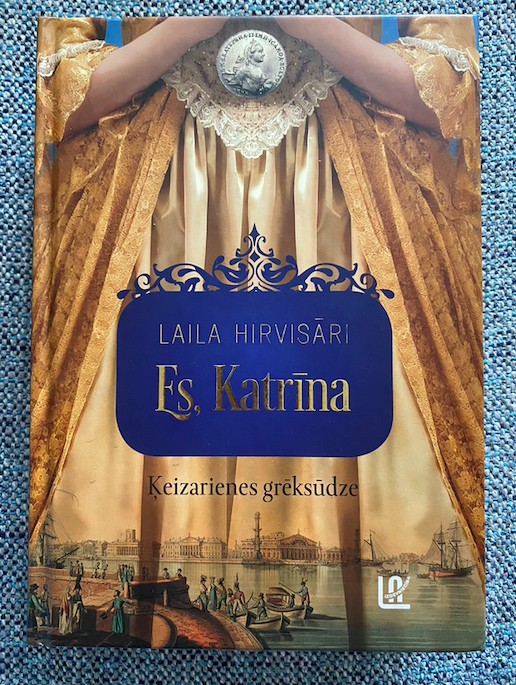 LAILA HIRVISĀRI
Es, Katrīna
Ķeizarienes grēksūdze